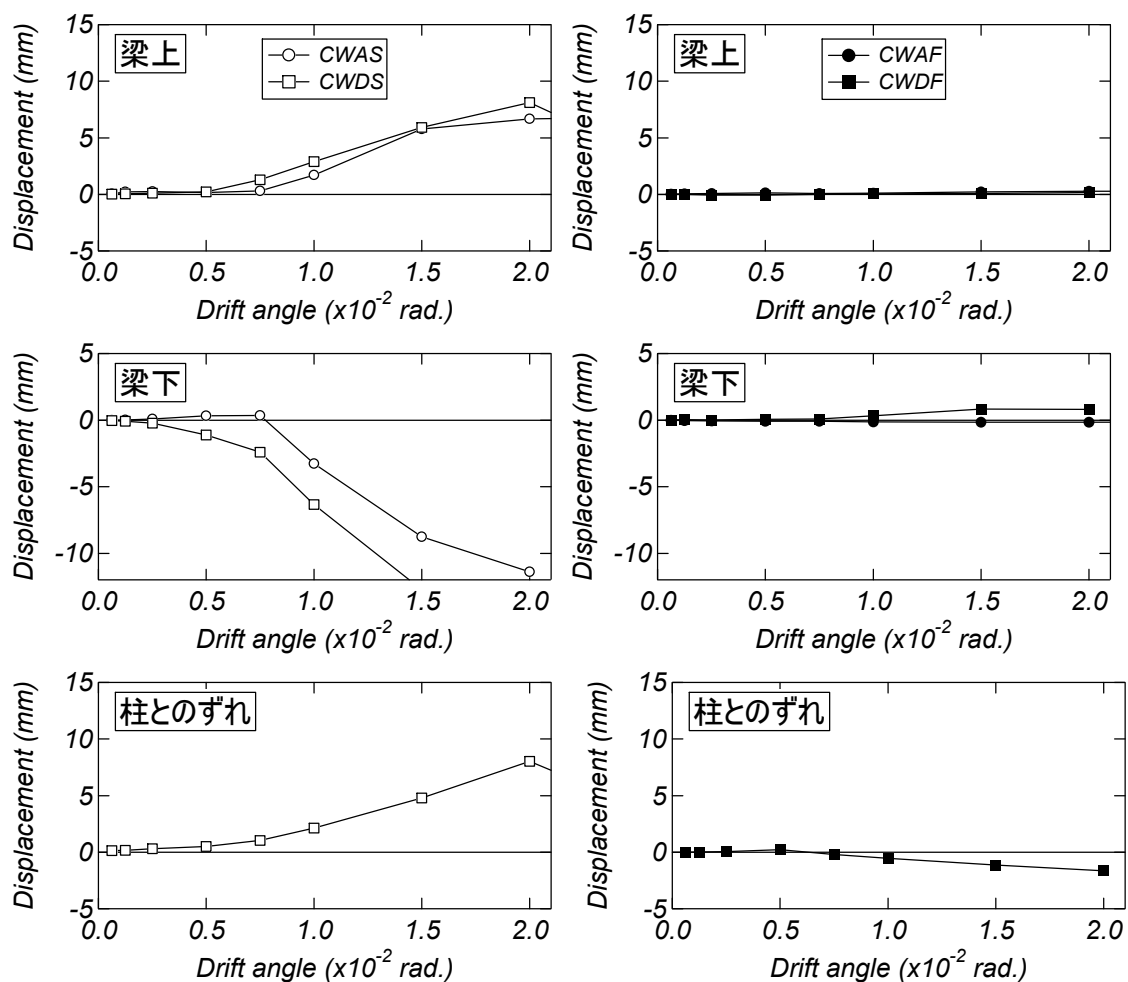 15
10
5
0
-5
Displacement (mm)
梁上
CWAS
CWDS
0.0 0.5 1.0 1.5 2.0
Drift angle (x10-2 rad.)
15
10
5
0
-5
Displacement (mm)
梁上
CWAF
CWDF
0.0 0.5 1.0 1.5 2.0
Drift angle (x10-2 rad.)
5
0
-5
-10
Displacement (mm)
梁下
0.0 0.5 1.0 1.5 2.0
Drift angle (x10-2 rad.)
5
0
-5
-10
Displacement (mm)
梁下
0.0 0.5 1.0 1.5 2.0
Drift angle (x10-2 rad.)
15
10
5
0
-5
Displacement (mm)
柱とのずれ
0.0 0.5 1.0 1.5 2.0
Drift angle (x10-2 rad.)
15
10
5
0
-5
Displacement (mm)
柱とのずれ
0.0 0.5 1.0 1.5 2.0
Drift angle (x10-2 rad.)